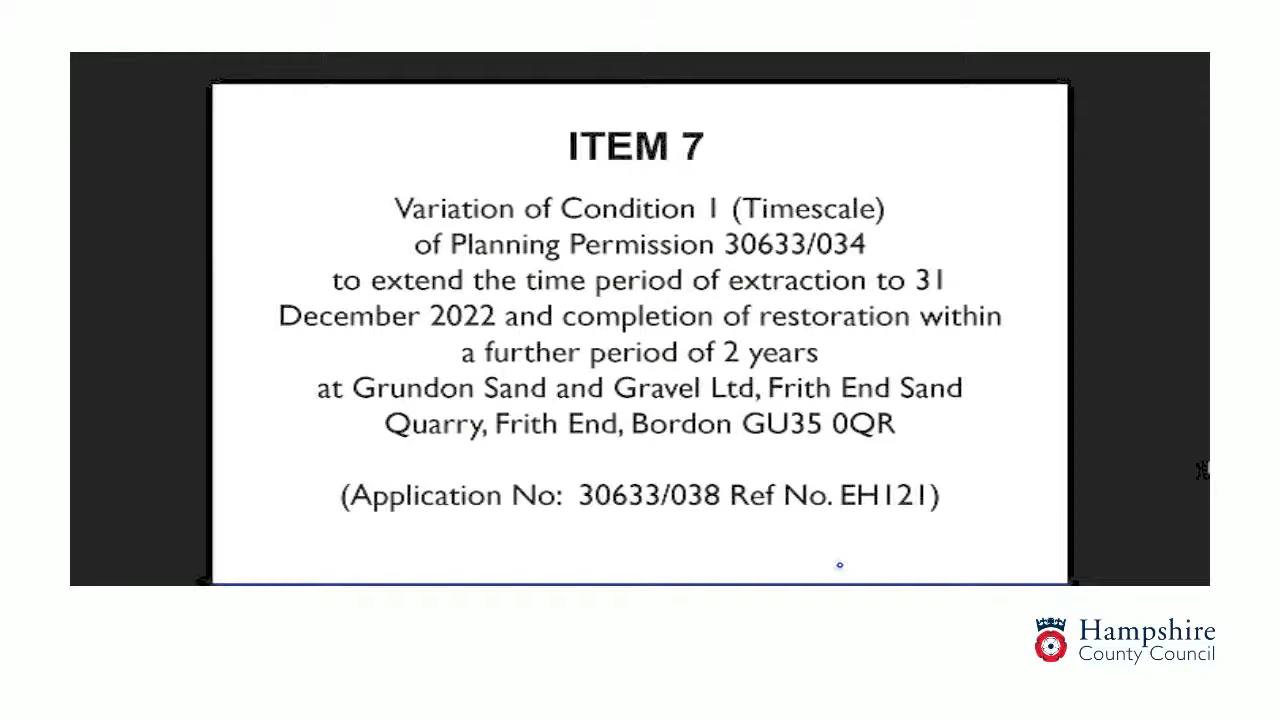 ITEM 7
Variation of Condition 1 (Timescale)
of Planning Permission 30633/034
to extend the time period of extraction to 31
December 2022 and completion of restoration within
a further period of 2 years
at Grundon Sand and Gravel Ltd, Frith End Sand
Quarry, Frith End, Bordon GU35 0QR
(Application No:  30633/038 Ref No. EH121)
Hampshire
County Council